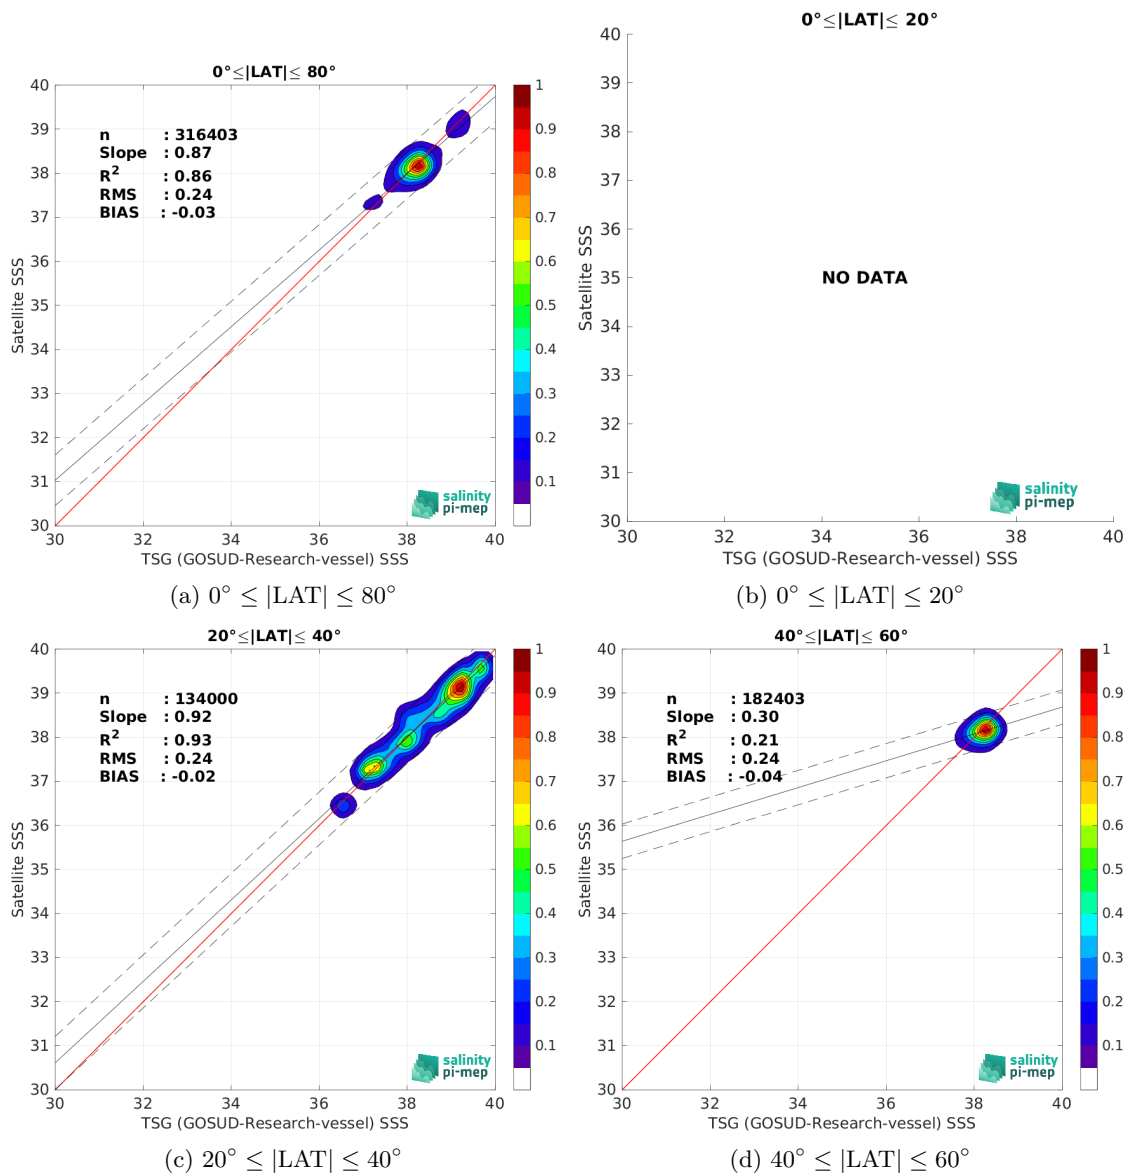 0°≤|LAT|≤ 80°
40
39
38
37
36
35
34
33
32
31
30
Satellite SSS
n : 316403
Slope : 0.87
R² : 0.86
RMS : 0.24
BIAS : -0.03
salinity
pi-mep
30 32 34 36 38 40
TSG (GOSUD-Research-vessel) SSS
1
0.9
0.8
0.7
0.6
0.5
0.4
0.3
0.2
0.1
(a) 0° ≤ |LAT| ≤ 80°
0°≤|LAT|≤ 20°
40
39
38
37
36
35
34
33
32
31
30
Satellite SSS
NO DATA
salinity
pi-mep
30 32 34 36 38 40
TSG (GOSUD-Research-vessel) SSS
(b) 0° ≤ |LAT| ≤ 20°
20°≤|LAT|≤ 40°
40
39
38
37
36
35
34
33
32
31
30
Satellite SSS
n : 134000
Slope : 0.92
R² : 0.93
RMS : 0.24
BIAS : -0.02
salinity
pi-mep
30 32 34 36 38 40
TSG (GOSUD-Research-vessel) SSS
1
0.9
0.8
0.7
0.6
0.5
0.4
0.3
0.2
0.1
(c) 20° ≤ |LAT| ≤ 40°
40°≤|LAT|≤ 60°
40
39
38
37
36
35
34
33
32
31
30
Satellite SSS
n : 182403
Slope : 0.30
R² : 0.21
RMS : 0.24
BIAS : -0.04
salinity
pi-mep
30 32 34 36 38 40
TSG (GOSUD-Research-vessel) SSS
1
0.9
0.8
0.7
0.6
0.5
0.4
0.3
0.2
0.1
(d) 40° ≤ |LAT| ≤ 60°